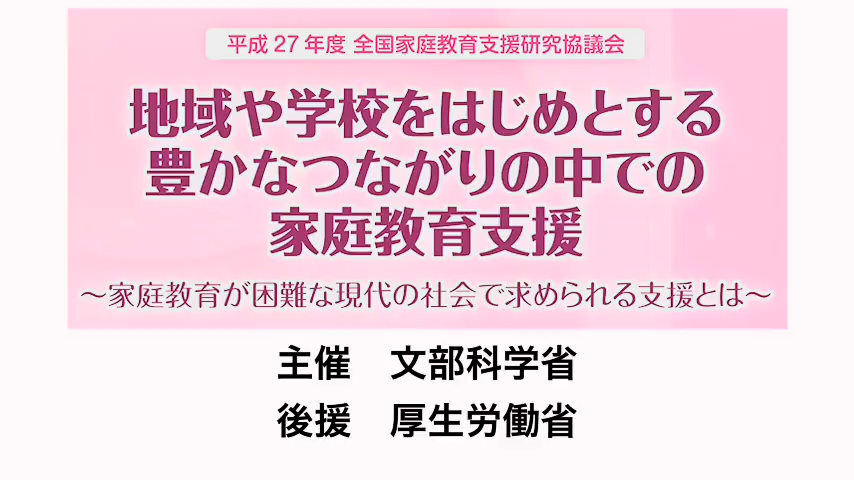 平成27年度 全国家庭教育支援研究協議会
地域や学校をはじめとする
豊かなつながりの中での
家庭教育支援
～家庭教育が困難な現代の社会で求められる支援とは～
主催　文部科学省
後援　厚生労働省